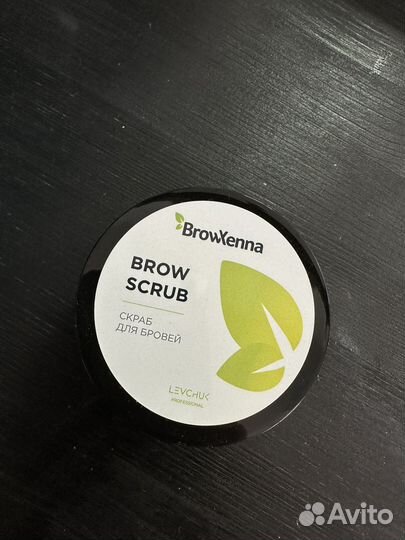 BrowXenna
BROW
SCRUB
СКРАБ
ДЛЯ БРОВЕЙ
LEVCHUK
PROFESSIONAL
Avito